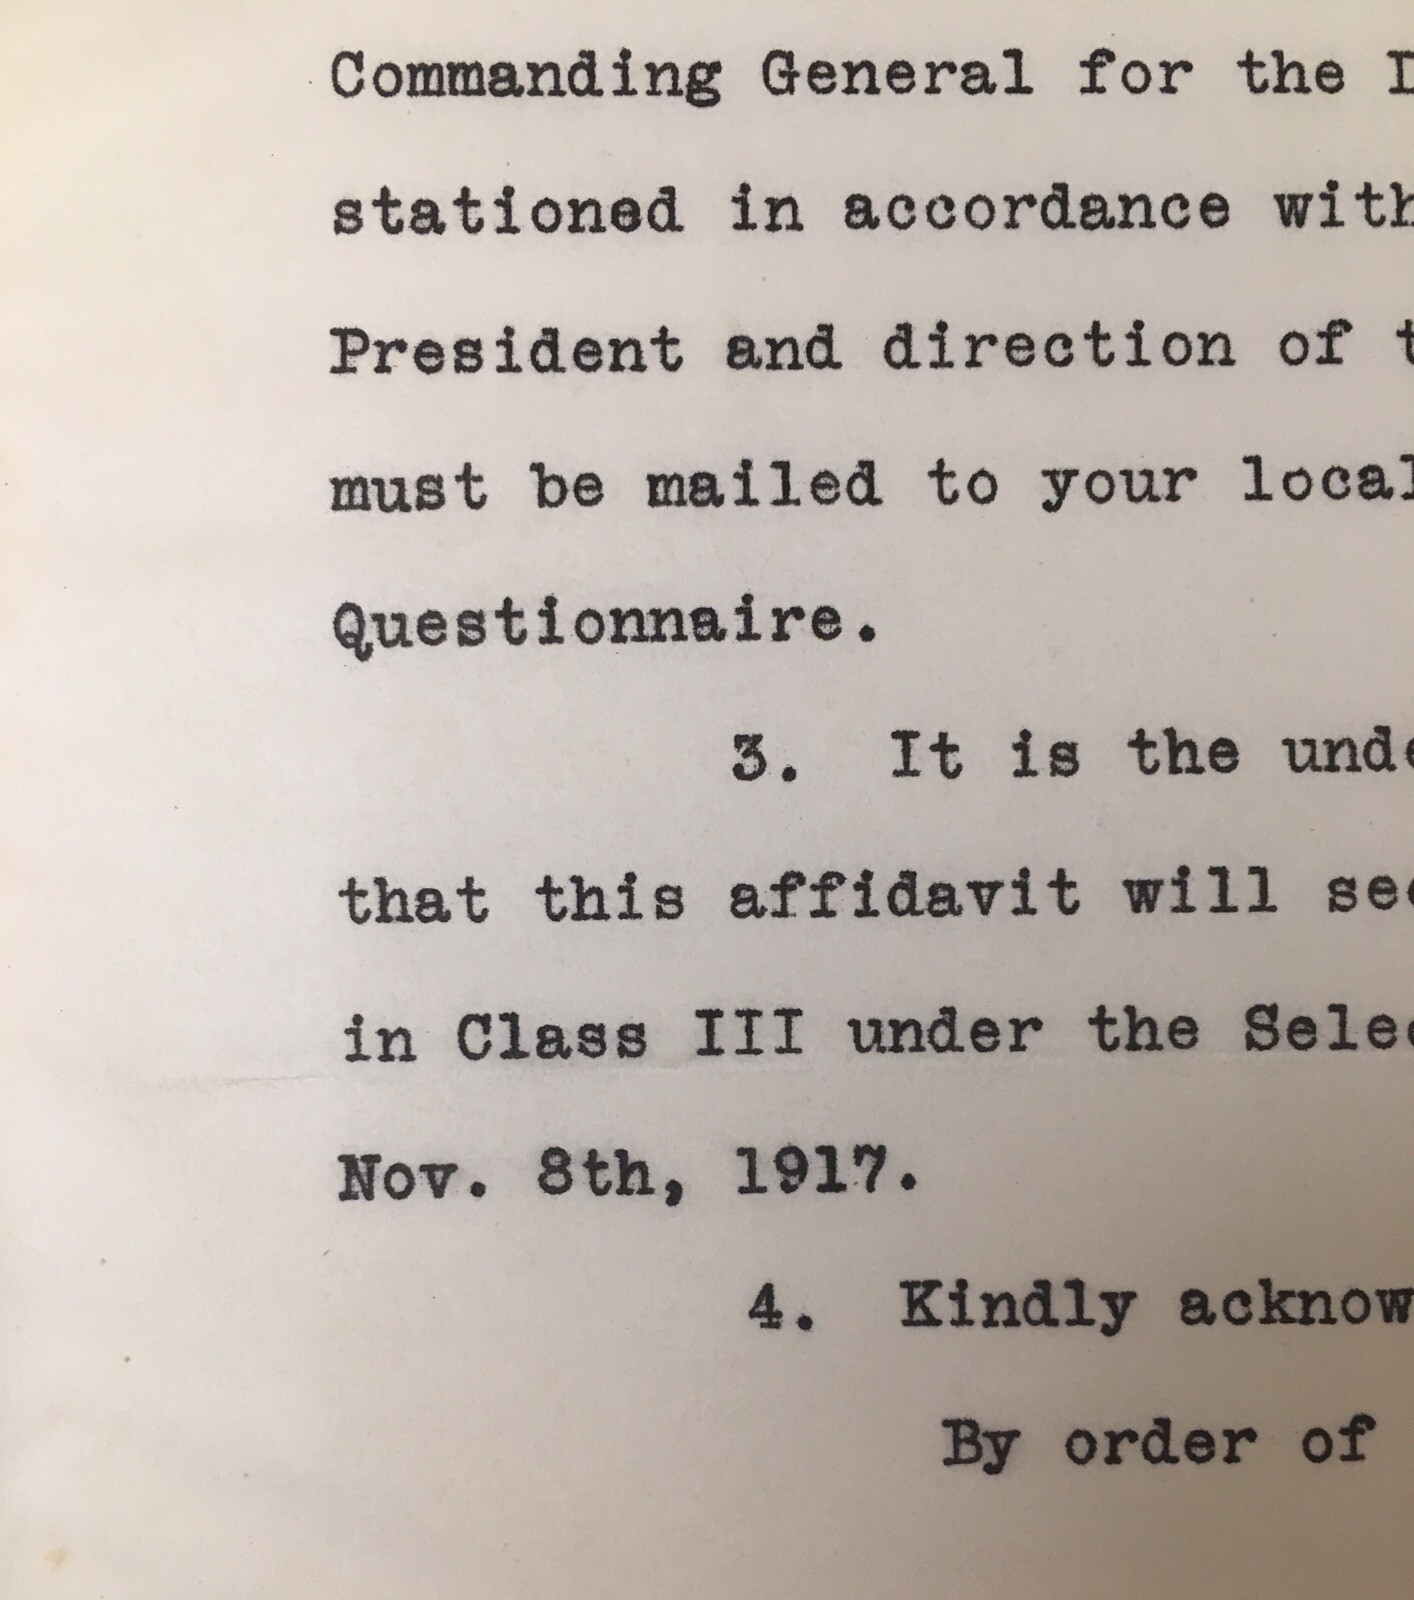 Commanding General for the
stationed in accordance with
President and direction of
must be mailed to your local
Questionnaire.
3. It is the
that this affidavit will
in Class III under the
Nov. 8th, 1917.
4. Kindly
By order of